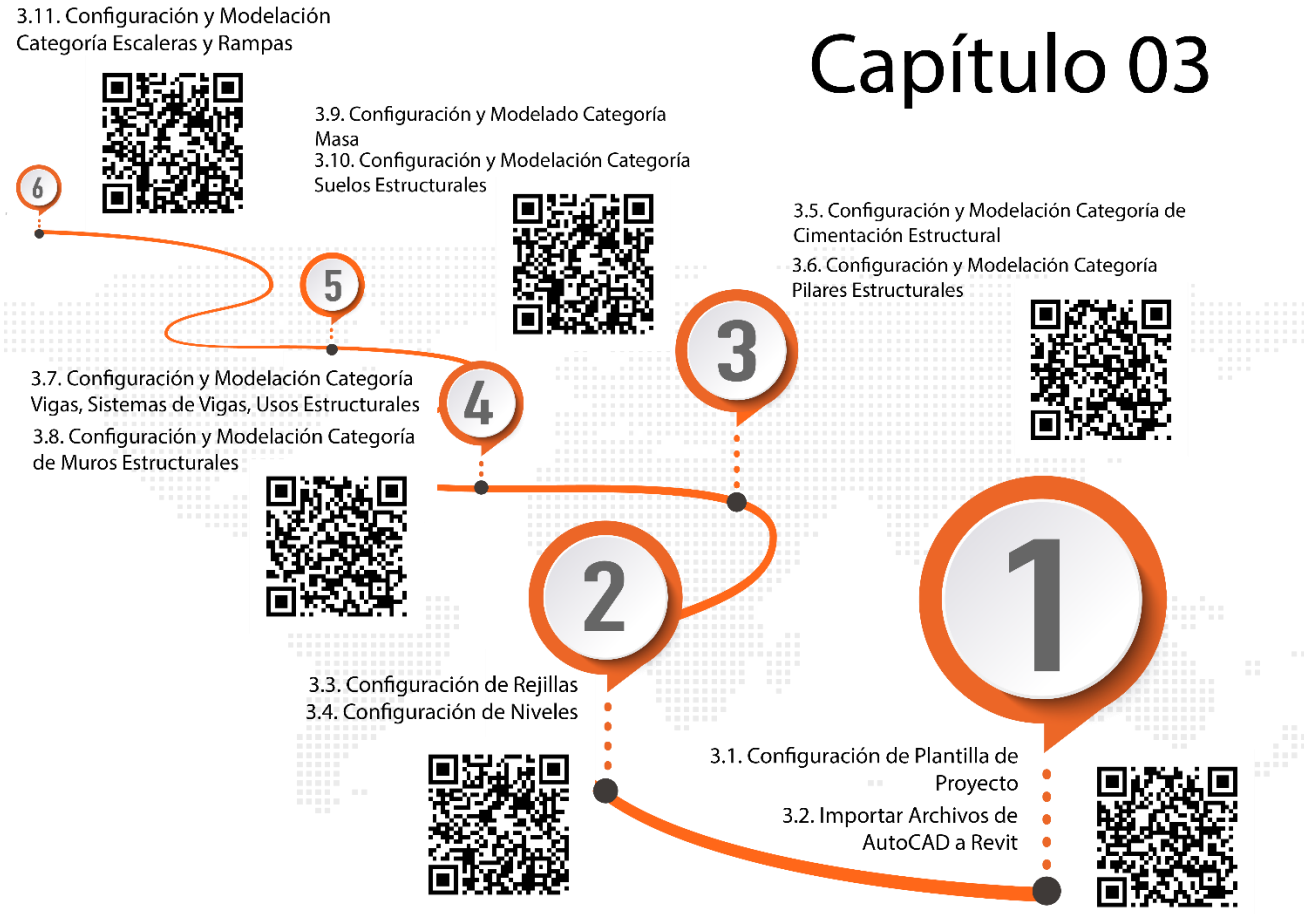 3.11. Configuración y Modelación
Categoría Escaleras y Rampas
Capítulo 03
3.9. Configuración y Modelado Categoría
Masa
3.10. Configuración y Modelación Categoría
Suelos Estructurales
6
3.5. Configuración y Modelación Categoría de
Cimentación Estructural
3.6. Configuración y Modelación Categoría
Pilares Estructurales
5
3
3.7. Configuración y Modelación Categoría
Vigas, Sistemas de Vigas, Usos Estructurales
3.8. Configuración y Modelación Categoría
de Muros Estructurales
4
2
1
3.3. Configuración de Rejillas
3.4. Configuración de Niveles
3.1. Configuración de Plantilla de
Proyecto
3.2. Importar Archivos de
AutoCAD a Revit